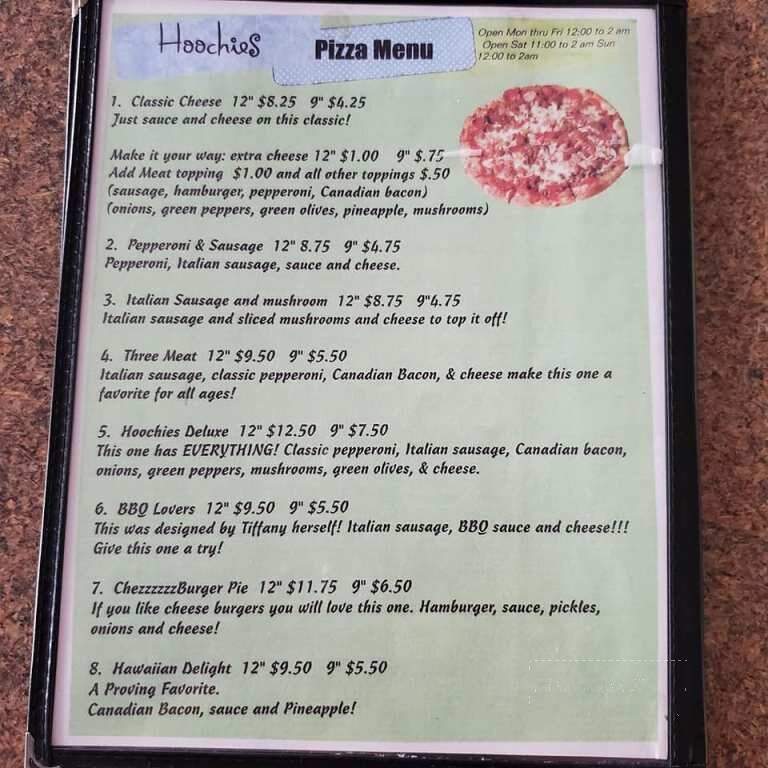 Hoochies
Pizza Menu
Open Mon thru Fri 12:00 to 2 am
Open Sat 11:00 to 2 am Sun
12:00 to 2am
1. Classic Cheese 12" $8.25 9" $4.25
Just sauce and cheese on this classic!
Make it your way: extra cheese 12" $1.00 9" $.75
Add Meat topping $1.00 and all other toppings $.50
(sausage, hamburger, pepperoni, Canadian bacon)
(onions, green peppers, green olives, pineapple, mushrooms)
2. Pepperoni & Sausage 12" 8.75 9" $4.75
Pepperoni, Italian sausage, sauce and cheese.
3. Italian Sausage and mushroom 12" $8.75 9"4.75
Italian sausage and sliced mushrooms and cheese to top it off!
4. Three Meat 12" $9.50 9" $5.50
Italian sausage, classic pepperoni, Canadian Bacon, & cheese make this one a
favorite for all ages!
5. Hoochies Deluxe 12" $12.50 9" $7.50
This one has EVERYTHING! Classic pepperoni, Italian sausage, Canadian bacon,
onions, green peppers, mushrooms, green olives, & cheese.
6. BBQ Lovers 12" $9.50 9" $5.50
This was designed by Tiffany herself! Italian sausage, BBQ sauce and cheese!!!
Give this one a try!
7. ChezzzzzzBurger Pie 12" $11.75 9" $6.50
If you like cheese burgers you will love this one. Hamburger, sauce, pickles,
onions and cheese!
8. Hawaiian Delight 12" $9.50 9" $5.50
A Proving Favorite.
Canadian Bacon, sauce and Pineapple!